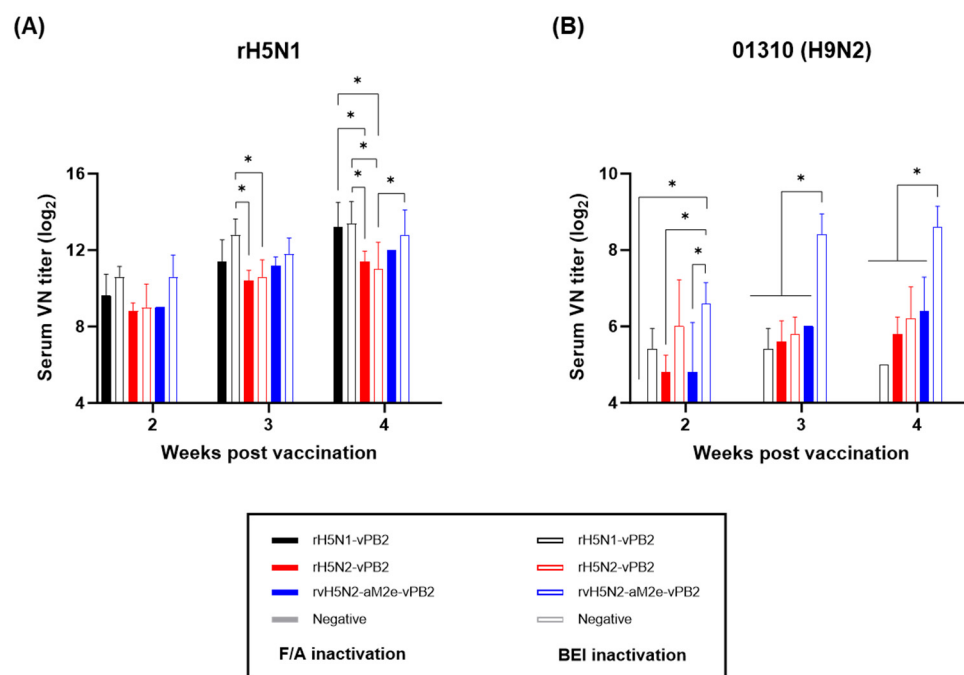 (A)
rH5N1
Serum VN titer (log2)
16
12
8
4
* * * * * * *
2 3 4
Weeks post vaccination
(B)
01310 (H9N2)
Serum VN titer (log2)
10
8
6
4
* * * * *
2 3 4
Weeks post vaccination
rH5N1-vPB2 rH5N1-vPB2
rH5N2-vPB2 rH5N2-vPB2
rvH5N2-aM2e-vPB2 rvH5N2-aM2e-vPB2
Negative Negative
F/A inactivation BEI inactivation